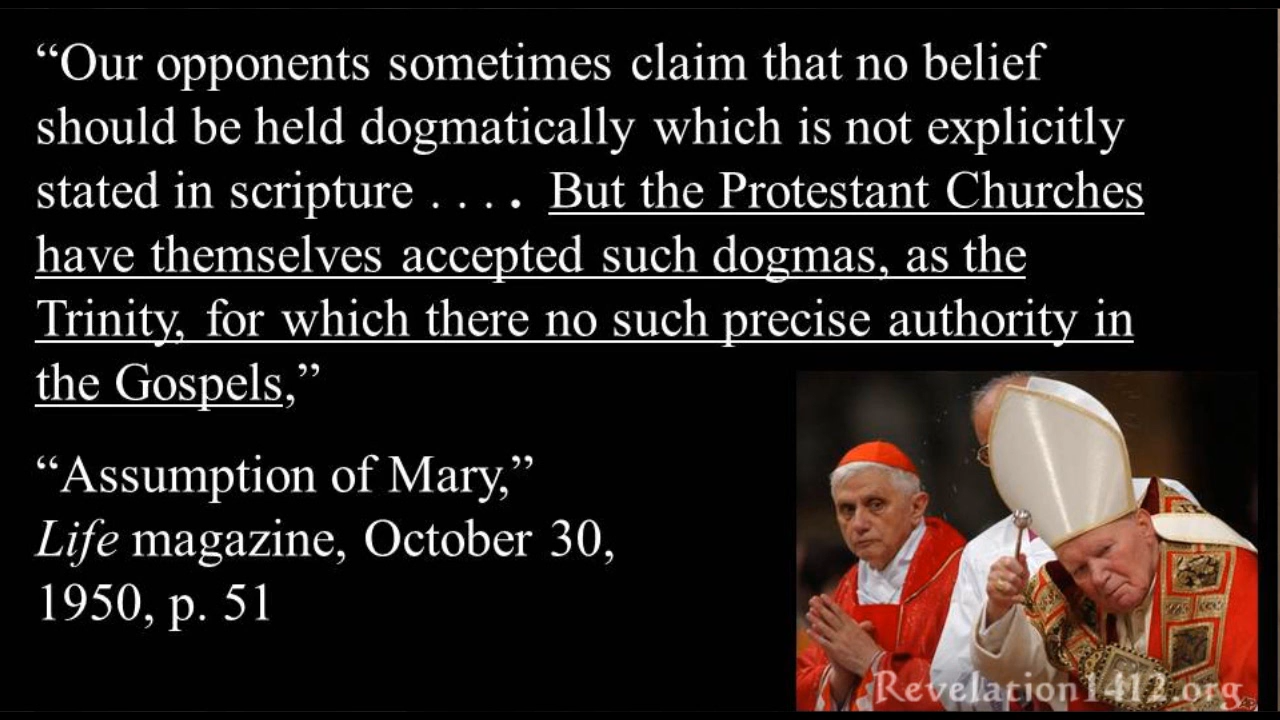 “Our opponents sometimes claim that no belief
should be held dogmatically which is not explicitly
stated in scripture . . . . But the Protestant Churches
have themselves accepted such dogmas, as the
Trinity, for which there no such precise authority in
the Gospels,”
“Assumption of Mary,”
Life magazine, October 30,
1950, p. 51
Revelation1412.org